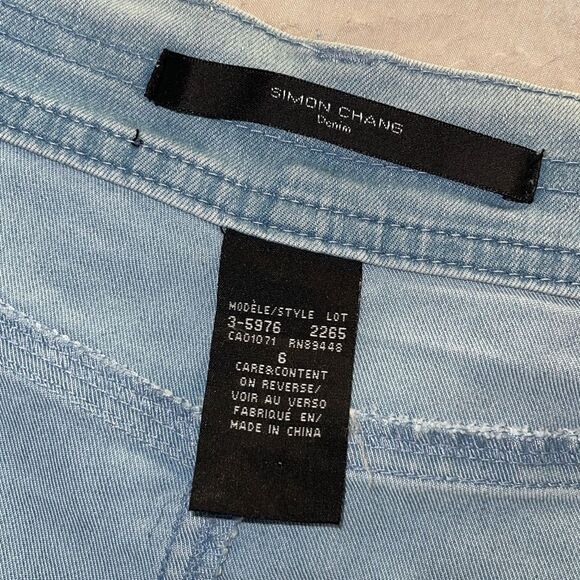 SIMON CHANG
Denim
MODÈLE/STYLE LOT
3-5976 2265
CA01071 RN89448
6
CARE&CONTENT
ON REVERSE/
VOIR AU VERSO
FABRIQUÉ EN/
MADE IN CHINA